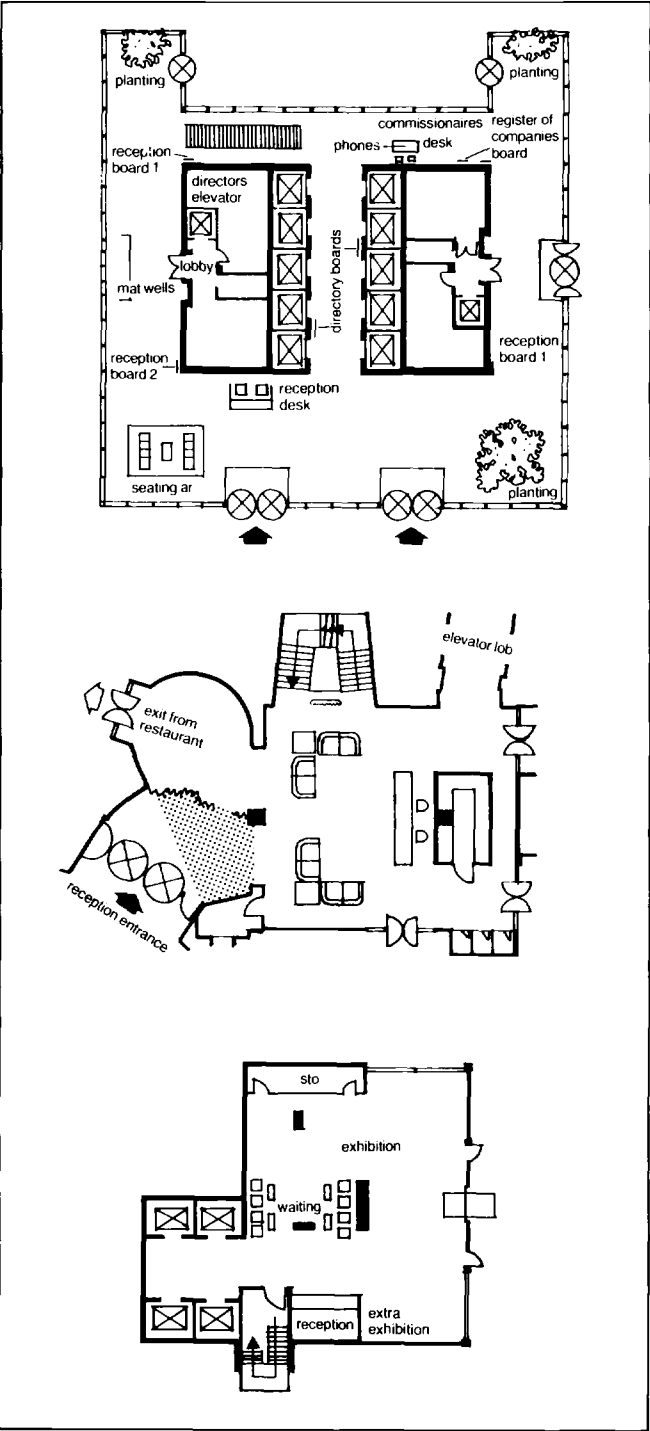 planting
planting
commissionaires
desk
phones
register of
companies
board
reception
board 1
directors
elevator
lobby
mat wells
directory boards
reception
board 2
reception
board 1
reception
desk
seating ar
planting
elevator lob
exit from
restaurant
reception entrance
sto
exhibition
waiting
reception
extra
exhibition